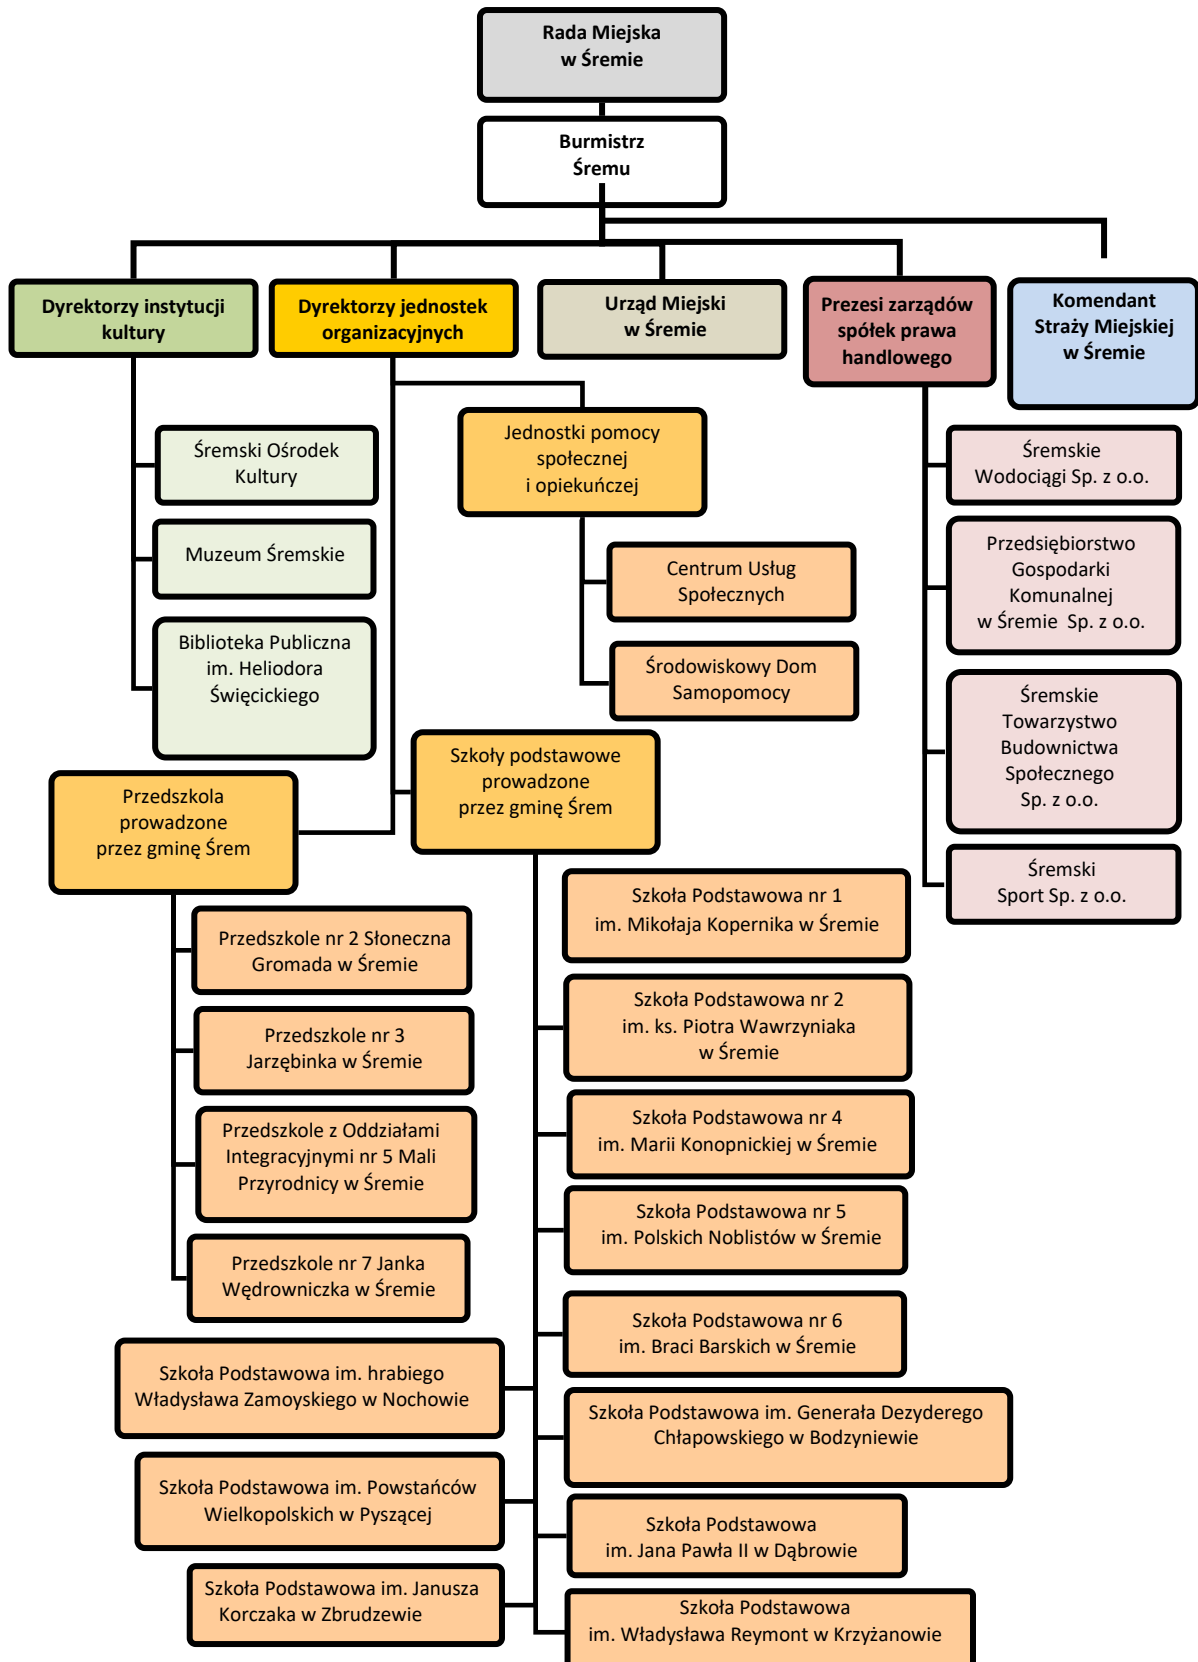 Rada Miejska
w Śremie
Burmistrz
Śremu
Dyrektorzy instytucji
kultury
Dyrektorzy jednostek
organizacyjnych
Urząd Miejski
w Śremie
Prezesi zarządów
spółek prawa
handlowego
Komendant
Straży Miejskiej
w Śremie
Śremski Ośrodek
Kultury
Muzeum Śremskie
Biblioteka Publiczna
im. Heliodora
Święcickiego
Jednostki pomocy
społecznej
i opiekuńczej
Centrum Usług
Społecznych
Środowiskowy Dom
Samopomocy
Śremskie
Wodociągi Sp. z o.o.
Przedsiębiorstwo
Gospodarki
Komunalnej
w Śremie Sp. z o.o.
Śremskie
Towarzystwo
Budownictwa
Społecznego
Sp. z o.o.
Śremski
Sport Sp. z o.o.
Przedszkola
prowadzone
przez gminę Śrem
Przedszkole nr 2 Słoneczna
Gromada w Śremie
Przedszkole nr 3
Jarzębinka w Śremie
Przedszkole z Oddziałami
Integracyjnymi nr 5 Mali
Przyrodnicy w Śremie
Przedszkole nr 7 Janka
Wędrowniczka w Śremie
Szkoły podstawowe
prowadzone
przez gminę Śrem
Szkoła Podstawowa nr 1
im. Mikołaja Kopernika w Śremie
Szkoła Podstawowa nr 2
im. ks. Piotra Wawrzyniaka
w Śremie
Szkoła Podstawowa nr 4
im. Marii Konopnickiej w Śremie
Szkoła Podstawowa nr 5
im. Polskich Noblistów w Śremie
Szkoła Podstawowa nr 6
im. Braci Barskich w Śremie
Szkoła Podstawowa im. hrabiego
Władysława Zamoyskiego w Nochowie
Szkoła Podstawowa im. Generała Dezyderego
Chłapowskiego w Bodzyniewie
Szkoła Podstawowa im. Powstańców
Wielkopolskich w Pyszącej
Szkoła Podstawowa
im. Jana Pawła II w Dąbrowie
Szkoła Podstawowa im. Janusza
Korczaka w Zbrudzewie
Szkoła Podstawowa
im. Władysława Reymont w Krzyżanowie